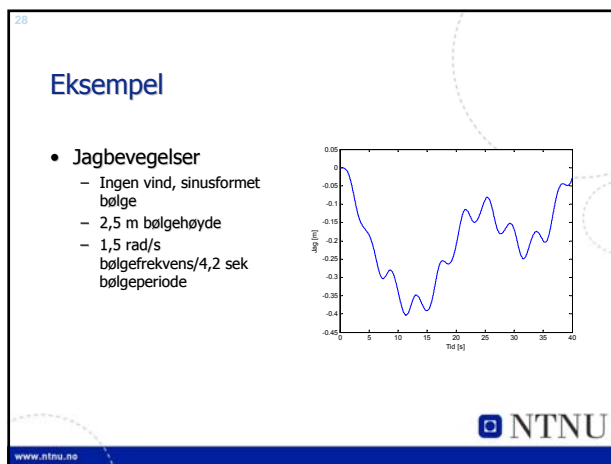 28
Eksempel
• Jagbevegelser
– Ingen vind, sinusformet
bølge
– 2,5 m bølgehøyde
– 1,5 rad/s
bølgefrekvens/4,2 sek
bølgeperiode
0.05
0
-0.05
-0.1
-0.15
-0.2
-0.25
-0.3
-0.35
-0.4
-0.45
Jag [m]
0 5 10 15 20 25 30 35 40
Tid [s]
NTNU
www.ntnu.no